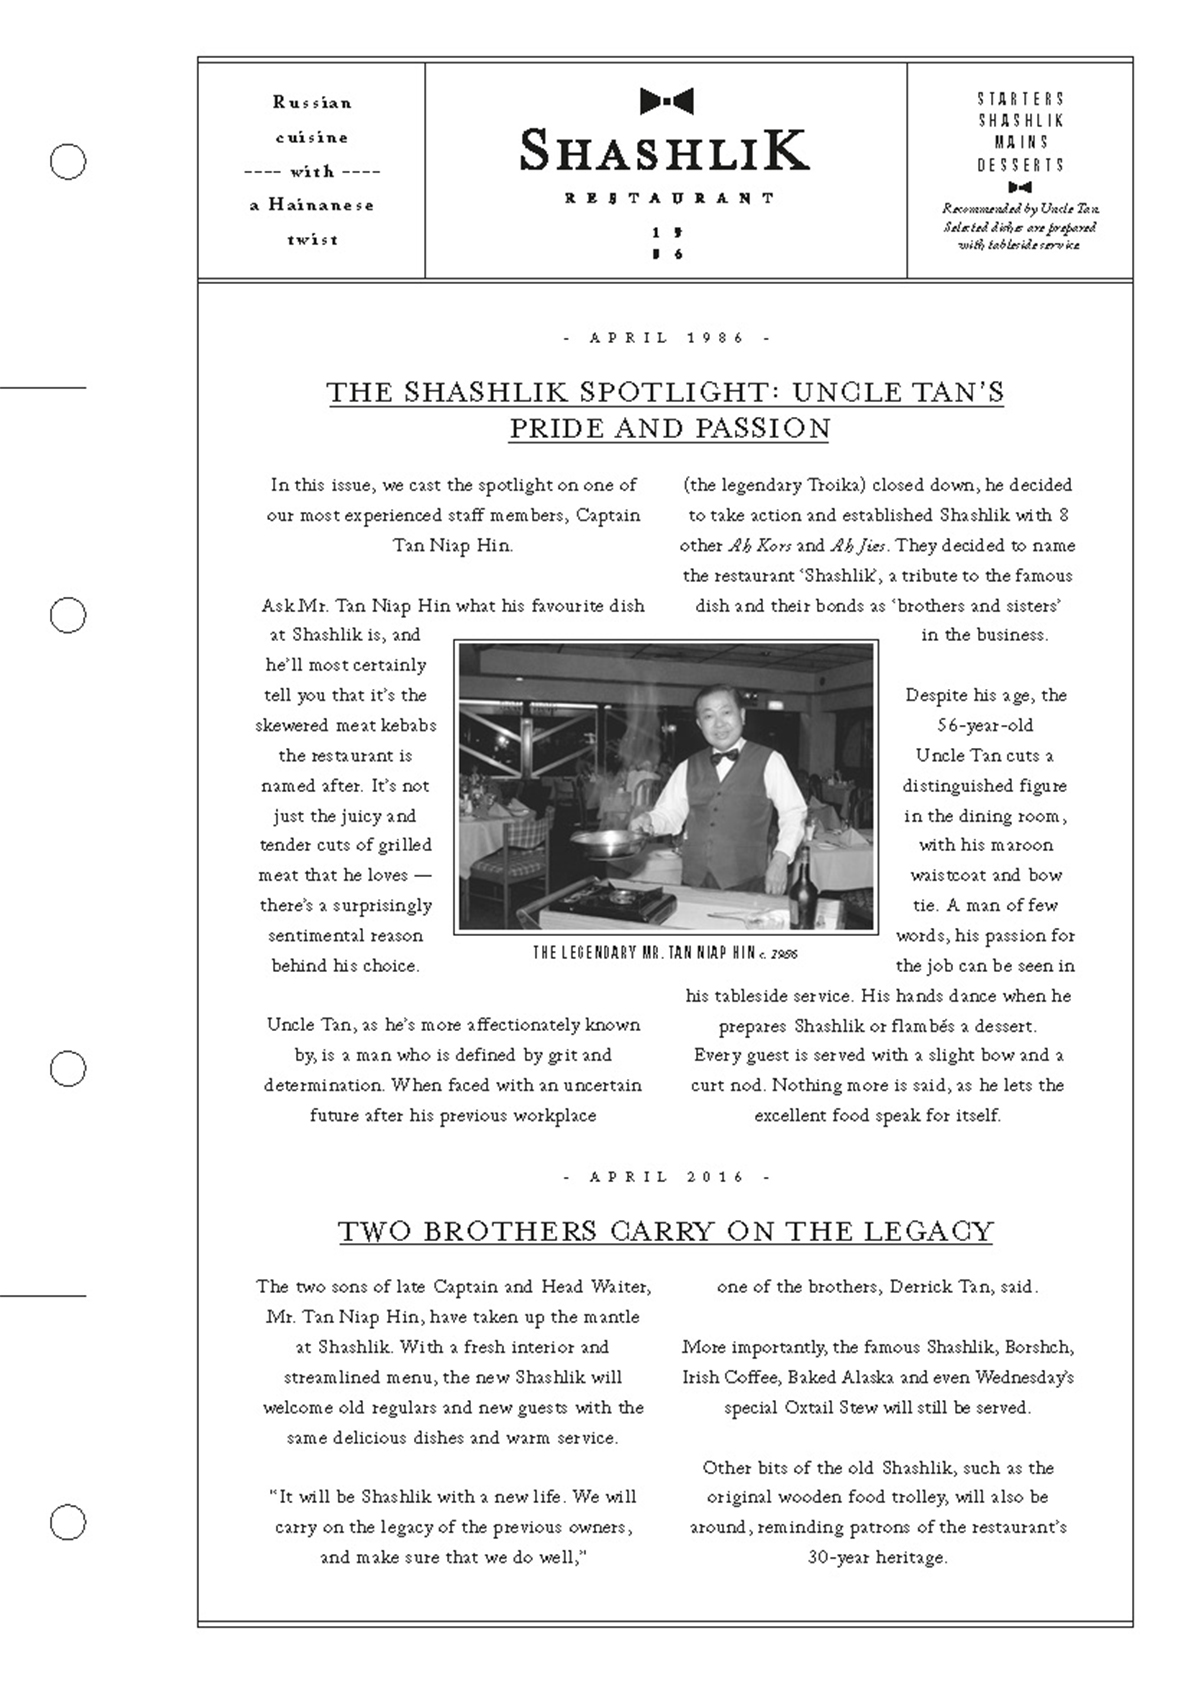 Russian
cuisine
---- with ----
a Hainanese
twist
SHASHLIK
RESTAURANT
19
86
STARTERS
SHASHLIK
MAINS
DESSERTS
Recommended by Uncle Tan.
Selected dishes are prepared
with tableside service
- APRIL 1986 -
THE SHASHLIK SPOTLIGHT: UNCLE TAN'S
PRIDE AND PASSION
In this issue, we cast the spotlight on one of
our most experienced staff members, Captain
Tan Niap Hin.
Ask Mr. Tan Niap Hin what his favourite dish
at Shashlik is, and
he'll most certainly
tell you that it's the
skewered meat kebabs
the restaurant is
named after. It's not
just the juicy and
tender cuts of grilled
meat that he loves —
there's a surprisingly
sentimental reason
behind his choice.
Uncle Tan, as he's more affectionately known
by, is a man who is defined by grit and
determination. When faced with an uncertain
future after his previous workplace
(the legendary Troika) closed down, he decided
to take action and established Shashlik with 8
other Ah Kors and Ah Jies. They decided to name
the restaurant 'Shashlik', a tribute to the famous
dish and their bonds as 'brothers and sisters'
in the business.
Despite his age, the
56-year-old
Uncle Tan cuts a
distinguished figure
in the dining room,
with his maroon
waistcoat and bow
tie. A man of few
words, his passion for
the job can be seen in
his tableside service. His hands dance when he
prepares Shashlik or flambés a dessert.
Every guest is served with a slight bow and a
curt nod. Nothing more is said, as he lets the
excellent food speak for itself.
THE LEGENDARY MR. TAN NIAP HIN c. 1986
- APRIL 2016 -
TWO BROTHERS CARRY ON THE LEGACY
The two sons of late Captain and Head Waiter,
Mr. Tan Niap Hin, have taken up the mantle
at Shashlik. With a fresh interior and
streamlined menu, the new Shashlik will
welcome old regulars and new guests with the
same delicious dishes and warm service.
"It will be Shashlik with a new life. We will
carry on the legacy of the previous owners,
and make sure that we do well,"
one of the brothers, Derrick Tan, said.
More importantly, the famous Shashlik, Borshch,
Irish Coffee, Baked Alaska and even Wednesday's
special Oxtail Stew will still be served.
Other bits of the old Shashlik, such as the
original wooden food trolley, will also be
around, reminding patrons of the restaurant's
30-year heritage.